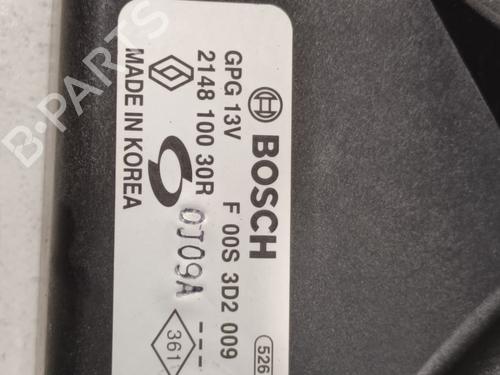 BOSCH
GPG 13V F 00S 3D2 009
2148 100 30R
MADE IN KOREA
0J09A ---
361
526
B-PARTS